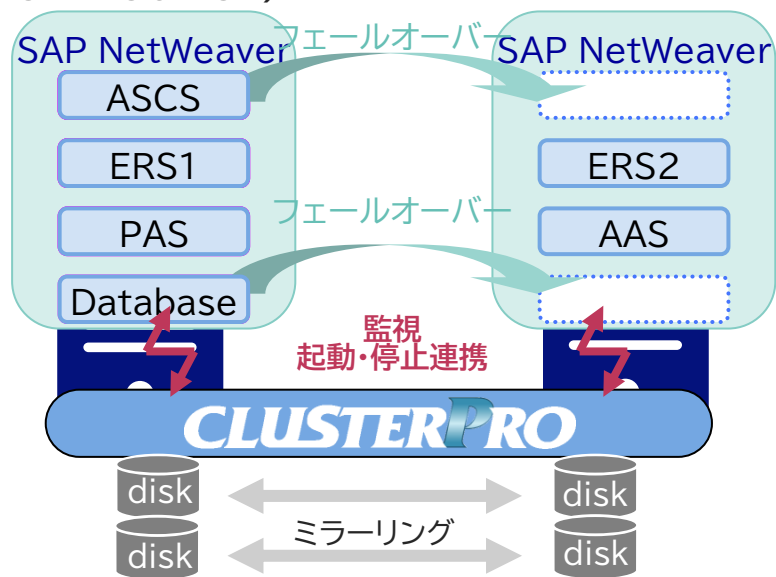 SAP NetWeaver
フェールオーバー
SAP NetWeaver
ASCS
ERS1
ERS2
フェールオーバー
PAS
AAS
Database
監視
起動・停止連携
CLUSTERPRO
disk
disk
ミラーリング
disk
disk